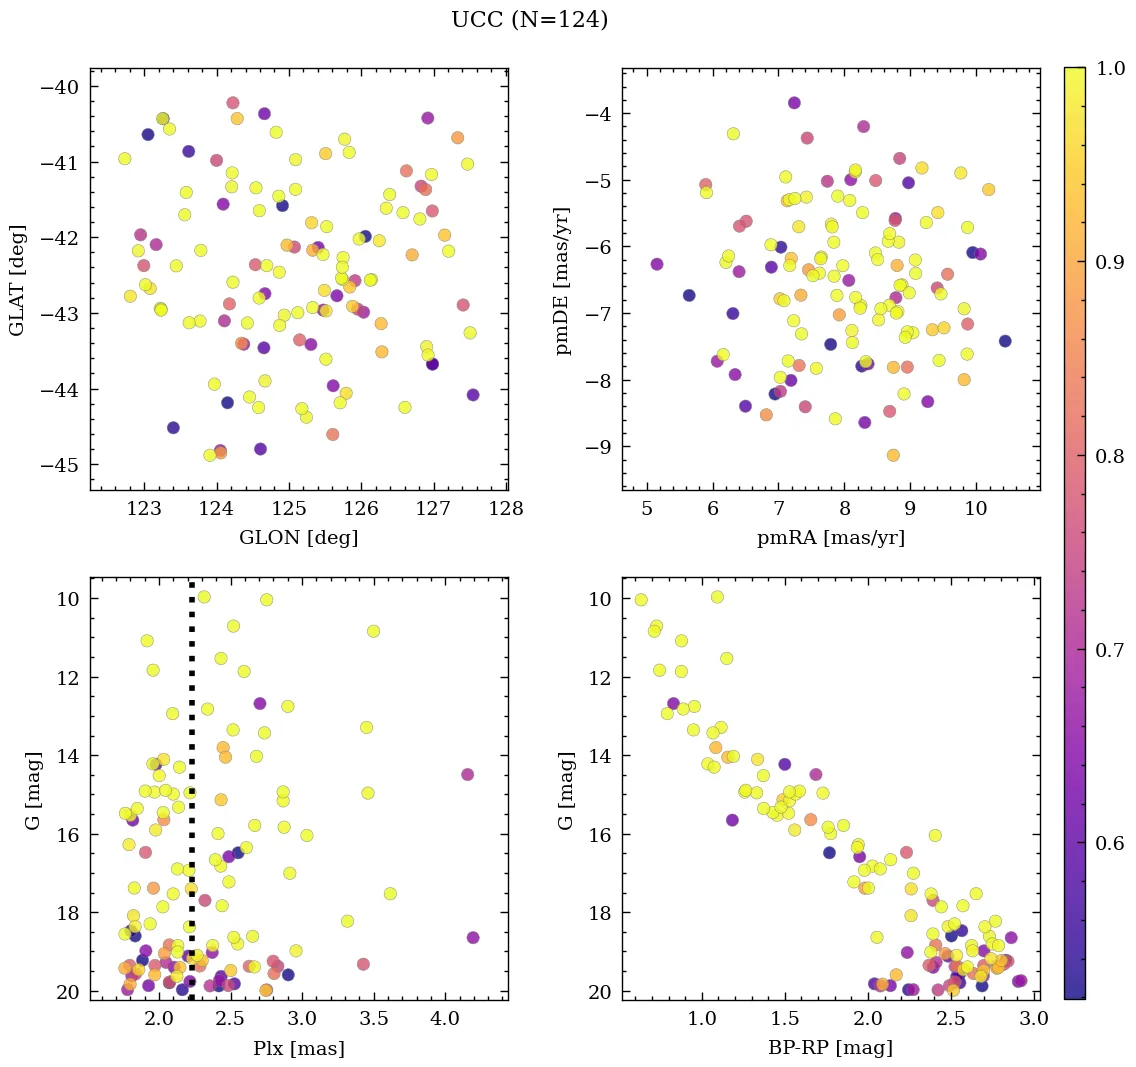 UCC (N=124)
−40
−41
−42
−43
−44
−45
GLAT [deg]
123 124 125 126 127 128
GLON [deg]
−4
−5
−6
−7
−8
−9
pmDE [mas/yr]
5 6 7 8 9 10
pmRA [mas/yr]
10
12
14
16
18
20
G [mag]
2.0 2.5 3.0 3.5 4.0
Plx [mas]
10
12
14
16
18
20
G [mag]
1.0 1.5 2.0 2.5 3.0
BP-RP [mag]
1.0
0.9
0.8
0.7
0.6